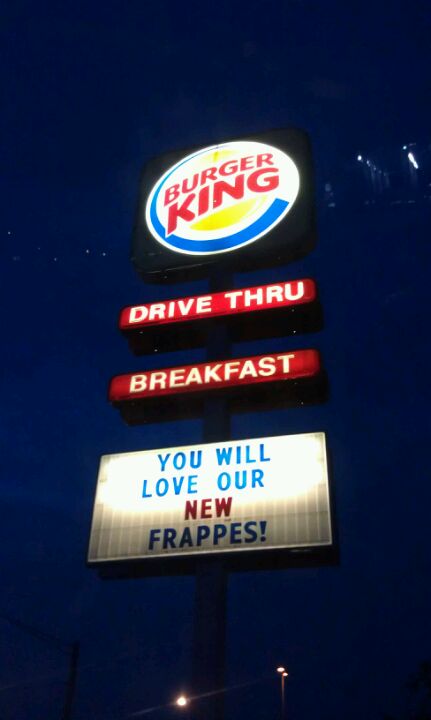 BURGER
KING
DRIVE THRU
BREAKFAST
YOU WILL
LOVE OUR
NEW
FRAPPES!